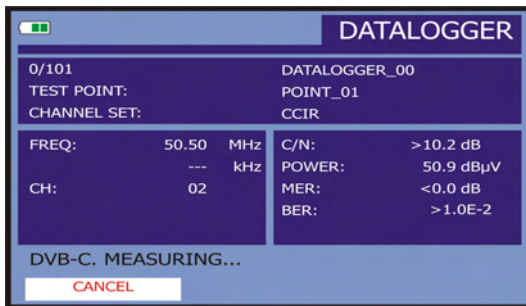 DATALOGGER
0/101 DATALOGGER_00
TEST POINT: POINT_01
CHANNEL SET: CCIR
FREQ: 50.50 MHz
--- kHz
CH: 02
C/N: >10.2 dB
POWER: 50.9 dBµV
MER: <0.0 dB
BER: >1.0E-2
DVB-C. MEASURING...
CANCEL